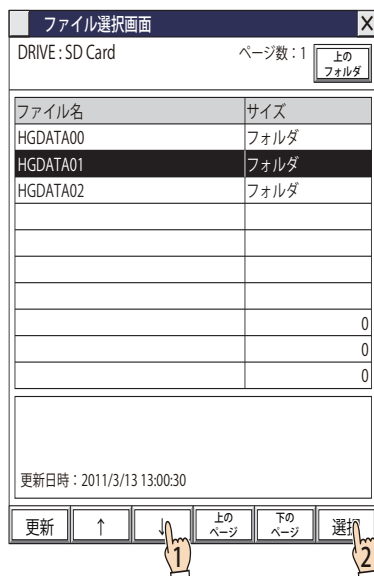 ファイル選択画面 X
DRIVE : SD Card ページ数 : 1 上の
フォルダ
ファイル名 サイズ
HGDATA00 フォルダ
HGDATA01 フォルダ
HGDATA02 フォルダ
0
0
0
更新日時 : 2011/3/13 13:00:30
更新 ↑ ↓ 上の
ページ 下の
ページ 選択
1 2